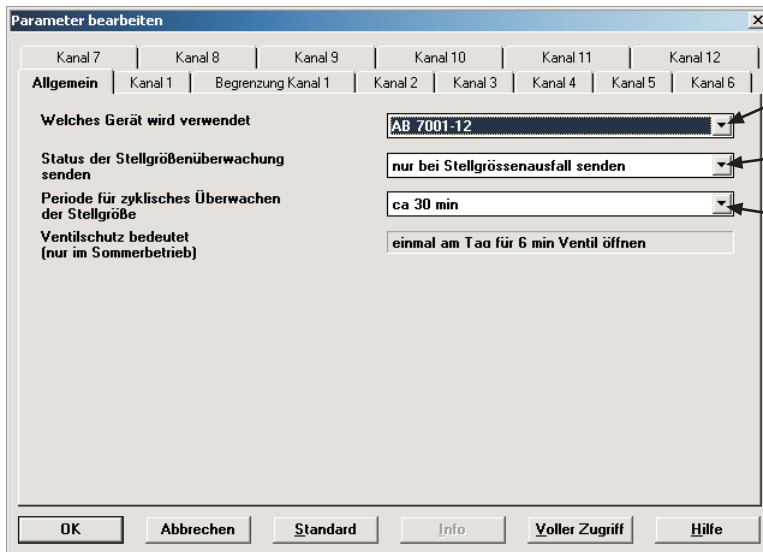 Parameter bearbeiten
Kanal 7 Kanal 8 Kanal 9 Kanal 10 Kanal 11 Kanal 12
Allgemein Kanal 1 Begrenzung Kanal 1 Kanal 2 Kanal 3 Kanal 4 Kanal 5 Kanal 6
Welches Gerät wird verwendet
AB 7001-12
Status der Stellgrößenüberwachung
senden
nur bei Stellgrössenausfall senden
Periode für zyklisches Überwachen
der Stellgröße
ca 30 min
Ventilschutz bedeutet
(nur im Sommerbetrieb)
einmal am Tag für 6 min Ventil öffnen
OK Abbrechen Standard Info Voller Zugriff Hilfe